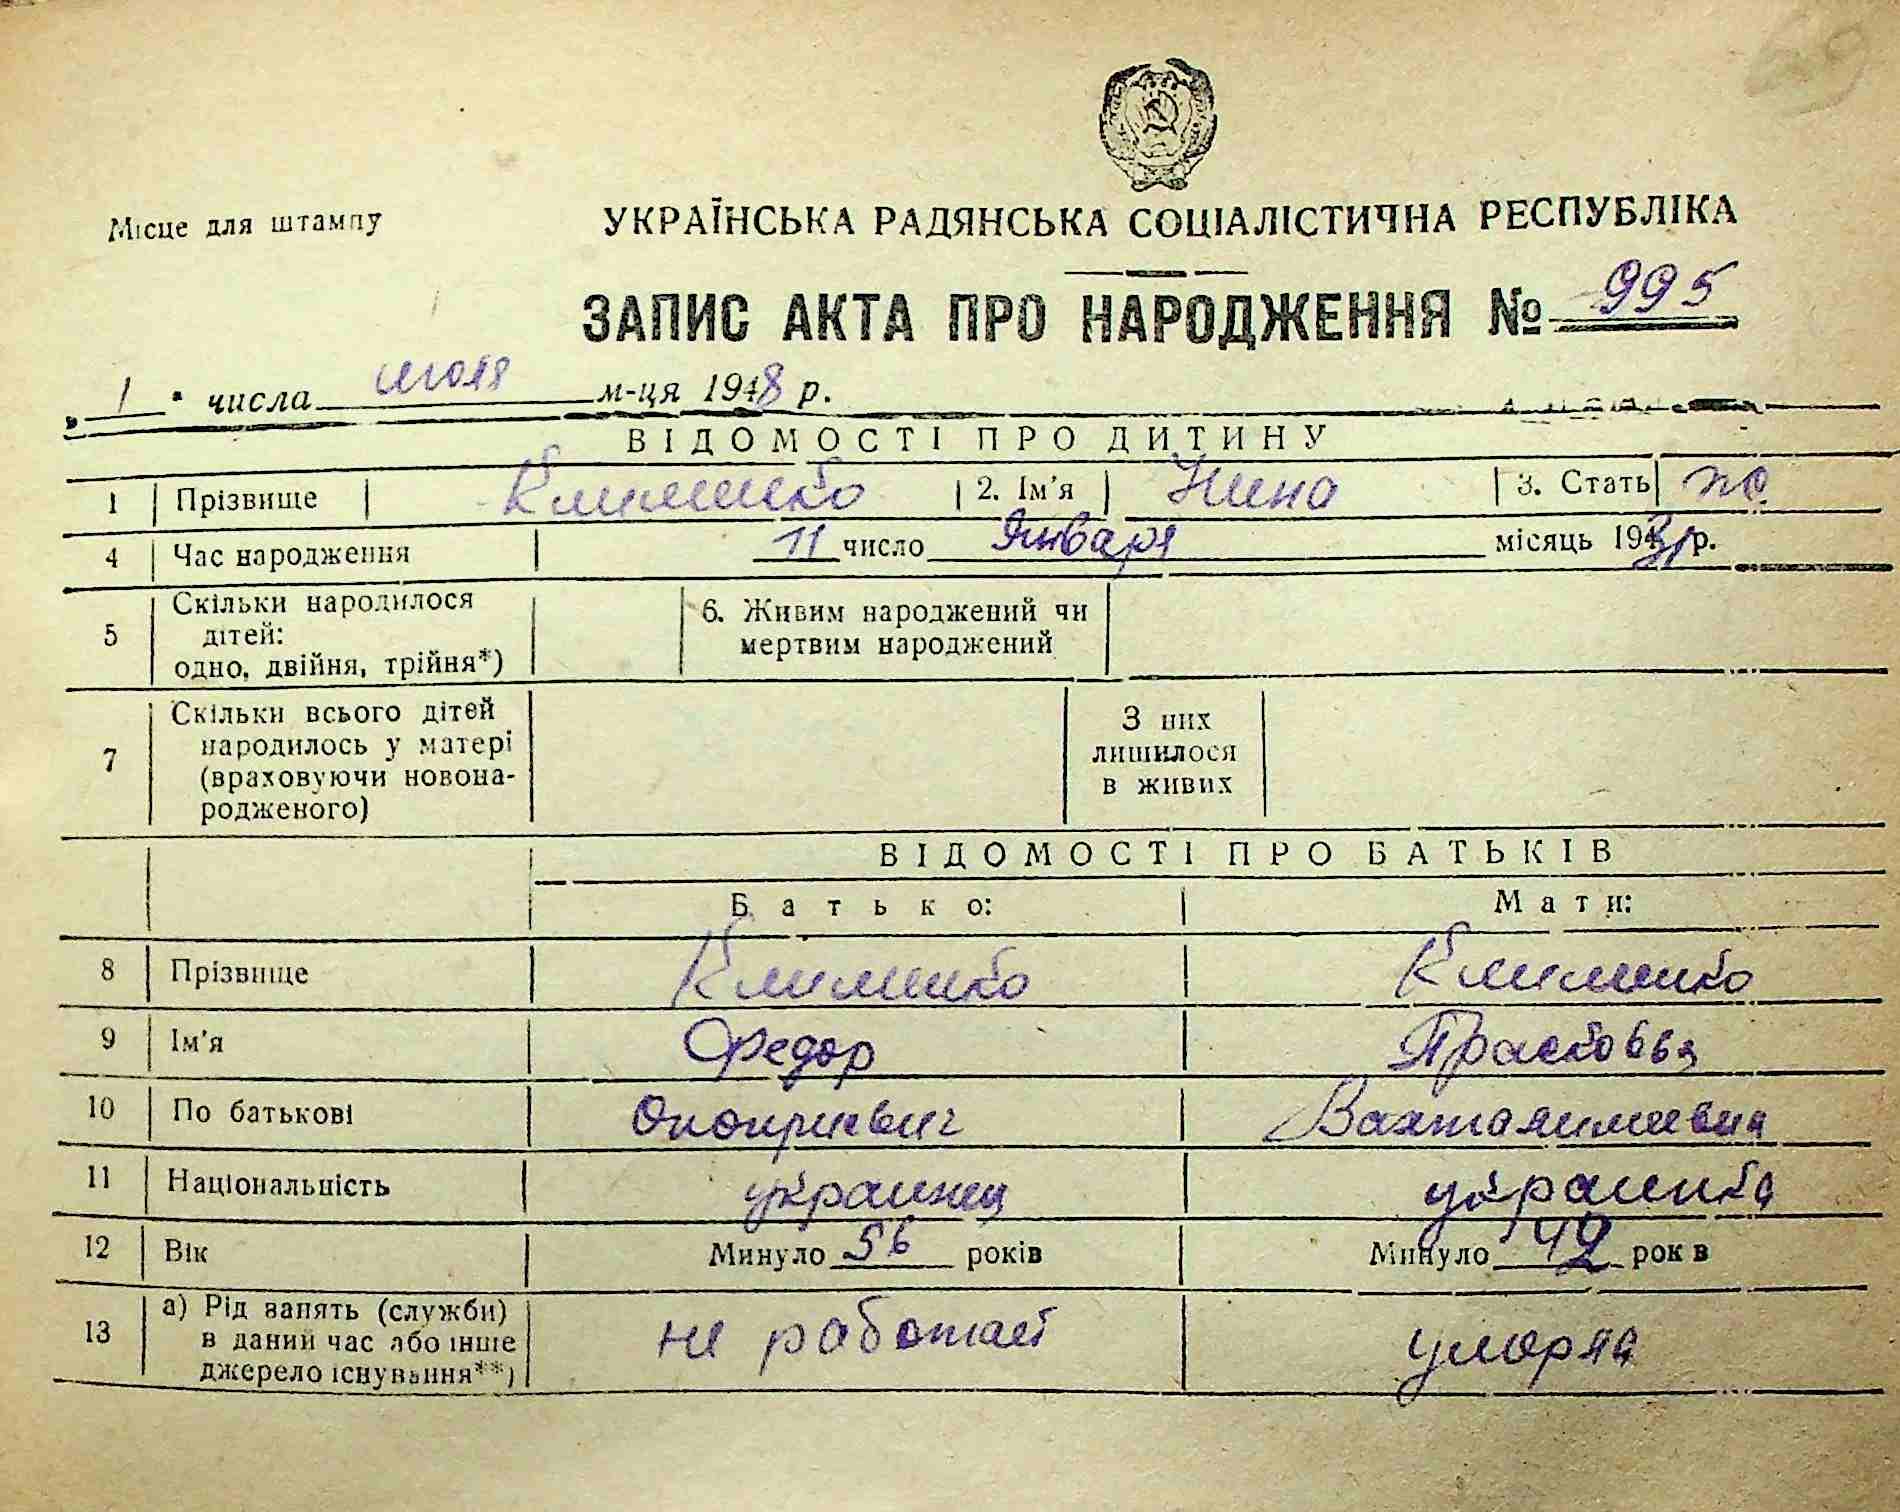 Місце для штампу
УКРАЇНСЬКА РАДЯНСЬКА СОЦІАЛІСТИЧНА РЕСПУБЛІКА
ЗАПИС АКТА ПРО НАРОДЖЕННЯ № 995
„ 1 " числа июля м-ця 1948 р.
ВІДОМОСТІ ПРО ДИТИНУ
1 Прізвище Клименко 2. Ім'я Нина 3. Стать ж.
4 Час народження 11 число Января місяць 1931 р.
5 Скільки народилося дітей: одно, двійня, трійня*) 6. Живим народжений чи мертвим народжений
7 Скільки всього дітей народилось у матері (враховуючи новонародженого) З них лишилося в живих
ВІДОМОСТІ ПРО БАТЬКІВ
Батько: Мати:
8 Прізвище Клименко Клименко
9 Ім'я Федор Прасковья
10 По батькові
11 Національність украинец украинка
12 Вік Минуло 56 років Минуло 42 рок в
13 а) Рід занять (служби) в даний час або інше джерело існування**) не работает умерла